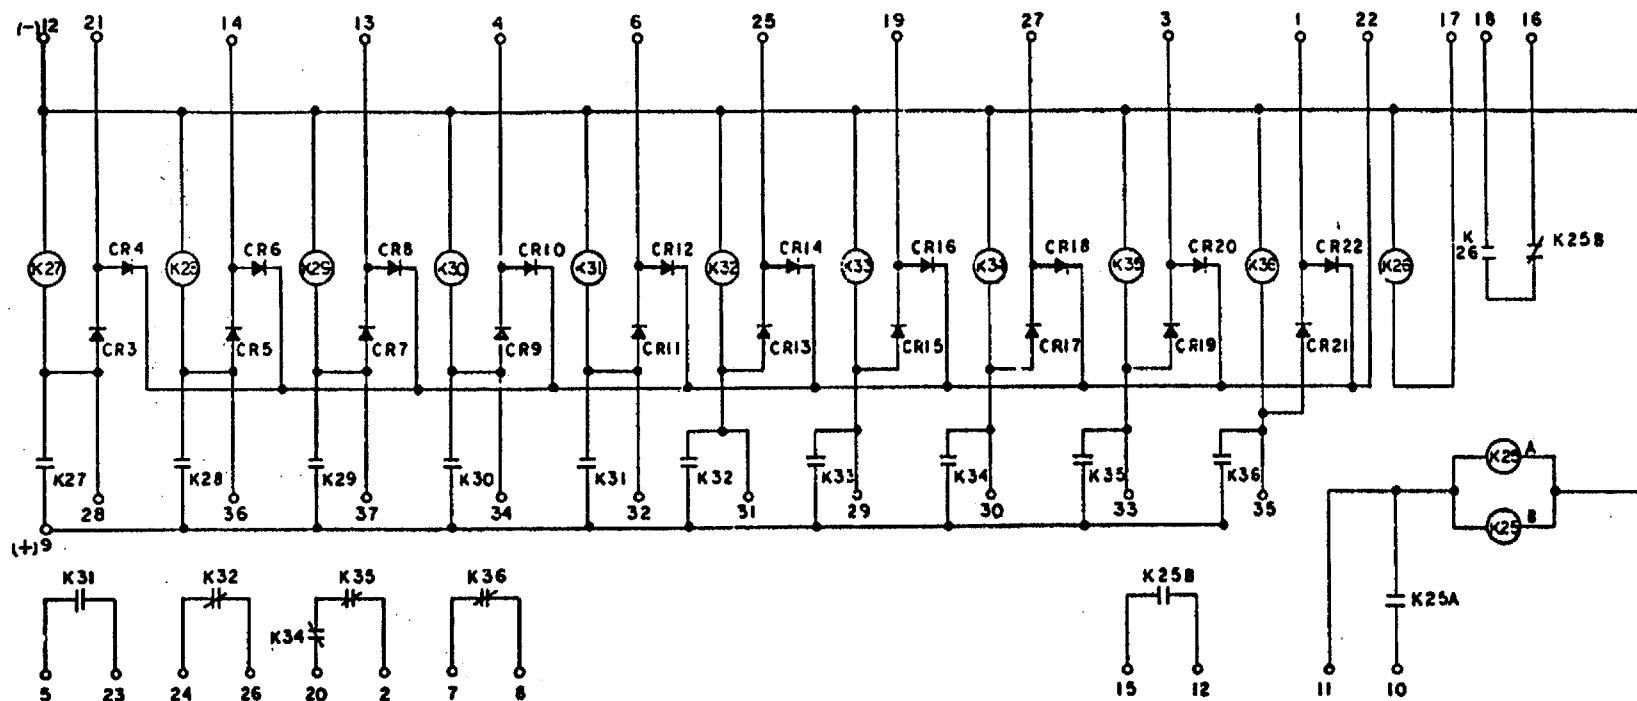 (-)12 21 14 13 4 6 25 19 27 3 1 22 17 18 16
K27 CR4 K28 CR6 K29 CR8 K30 CR10 K31 CR12 K32 CR14 K33 CR16 K34 CR18 K35 CR20 K36 CR22 K26 K 26 K25B
CR3 CR5 CR7 CR9 CR11 CR13 CR15 CR17 CR19 CR21
K27 K28 K29 K30 K31 K32 K33 K34 K35 K36 K25 A
28 36 37 34 32 31 29 30 33 35
K25 B
(+)9
K31 K32 K35 K36 K25B
K25A
K34
5 23 24 26 20 2 7 8 15 12 11 10